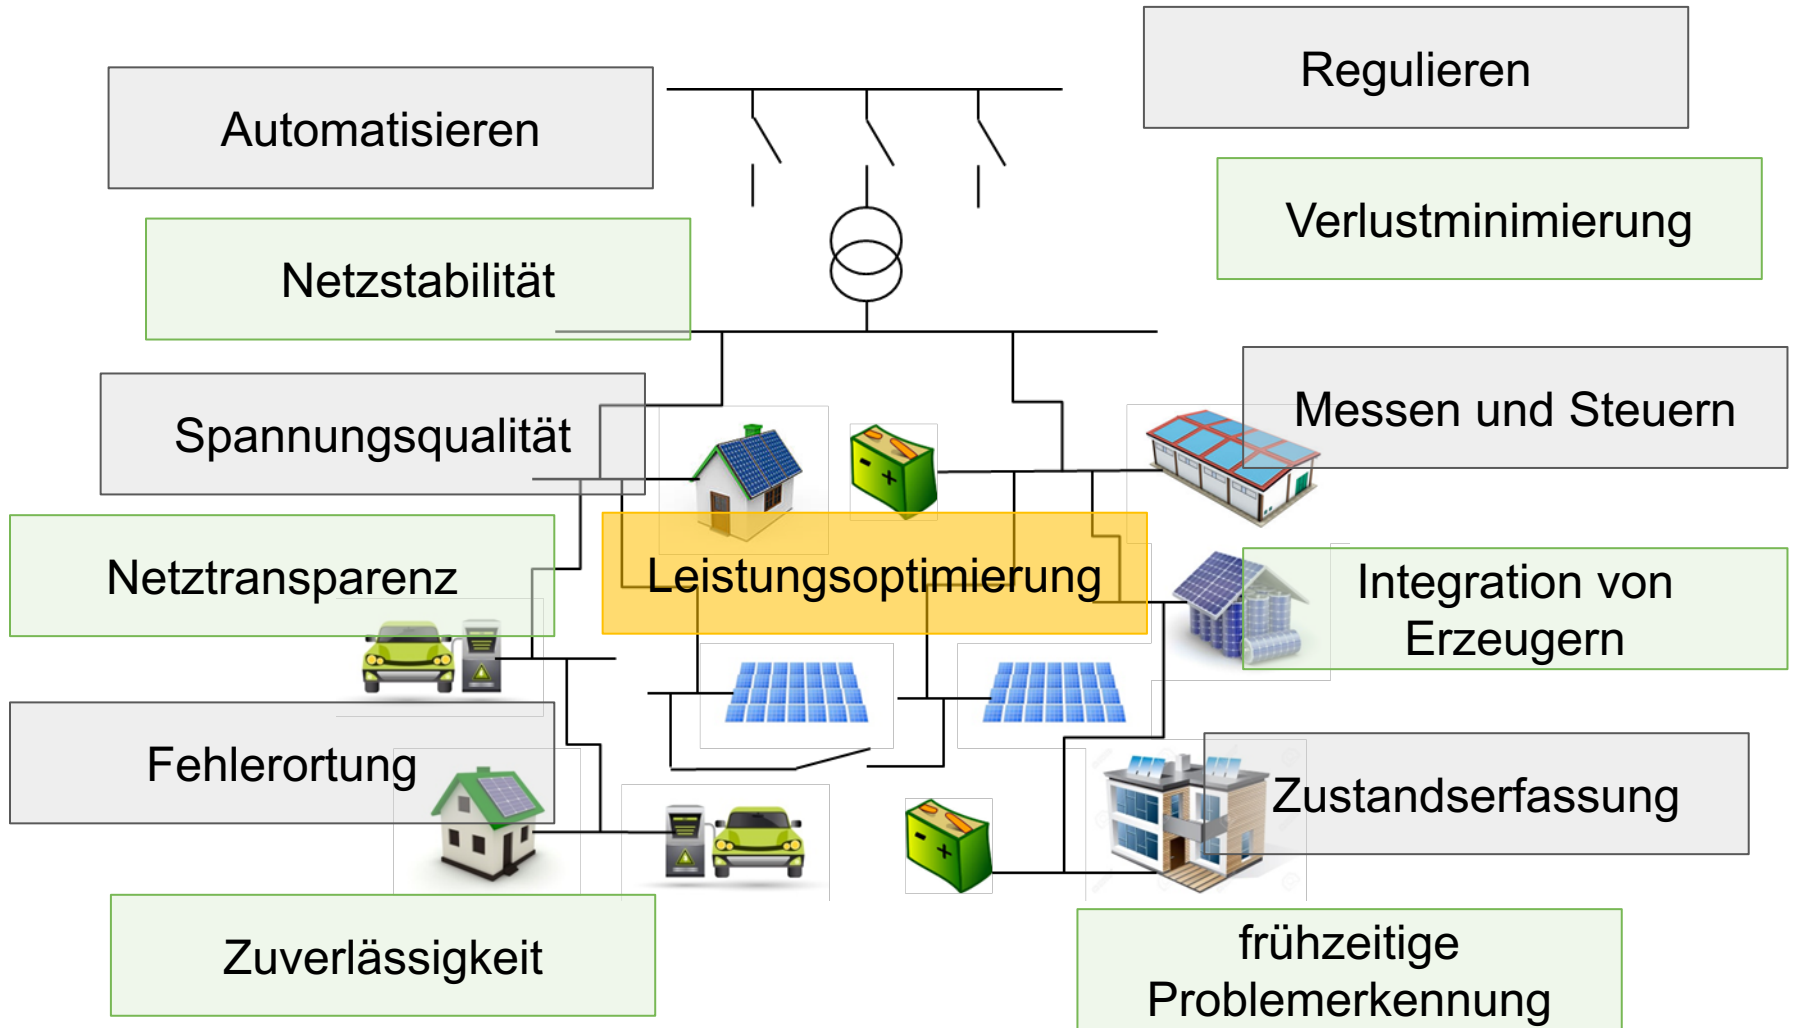 Regulieren
Automatisieren
Verlustminimierung
Netzstabilität
Messen und Steuern
Spannungsqualität
Netztransparenz
Leistungsoptimierung
Integration von
Erzeugern
Fehlerortung
Zustandserfassung
Zuverlässigkeit
frühzeitige
Problemerkennung